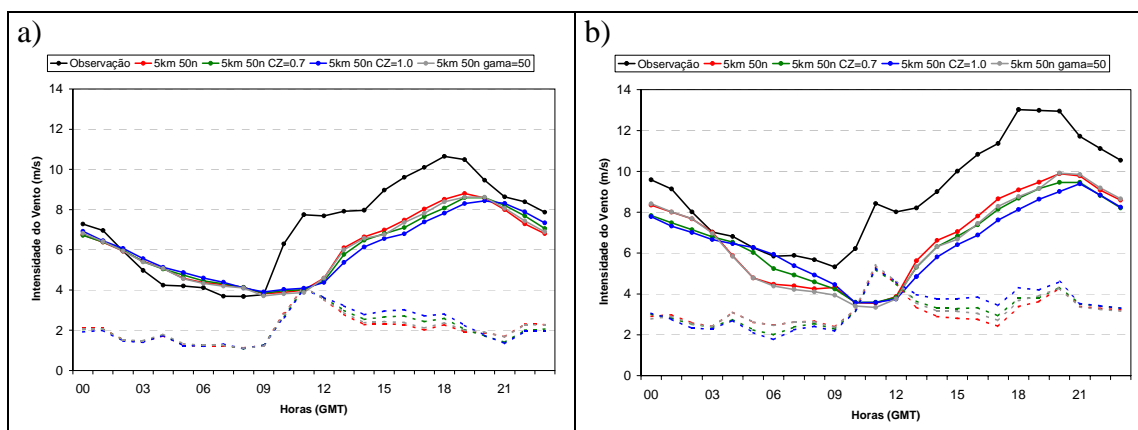 a)
Observação 5km 50n 5km 50n CZ=0.7 5km 50n CZ=1.0 5km 50n gama=50
14
12
10
8
6
4
2
0
Intensidade do Vento (m/s)
00 03 06 09 12 15 18 21
Horas (GMT)
b)
Observação 5km 50n 5km 50n CZ=0.7 5km 50n CZ=1.0 5km 50n gama=50
14
12
10
8
6
4
2
0
Intensidade do Vento (m/s)
00 03 06 09 12 15 18 21
Horas (GMT)